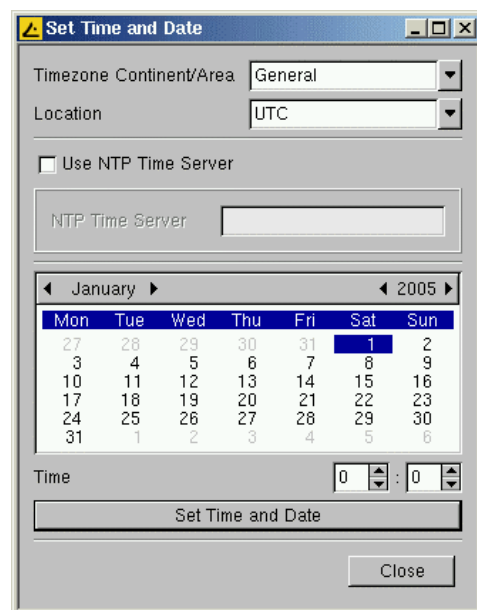 Set Time and Date
Timezone Continent/Area General
Location UTC
Use NTP Time Server
NTP Time Server
January 2005
Mon Tue Wed Thu Fri Sat Sun
27 28 29 30 31 1 2
3 4 5 6 7 8 9
10 11 12 13 14 15 16
17 18 19 20 21 22 23
24 25 26 27 28 29 30
31 1 2 3 4 5 6
Time 0 : 0
Set Time and Date
Close